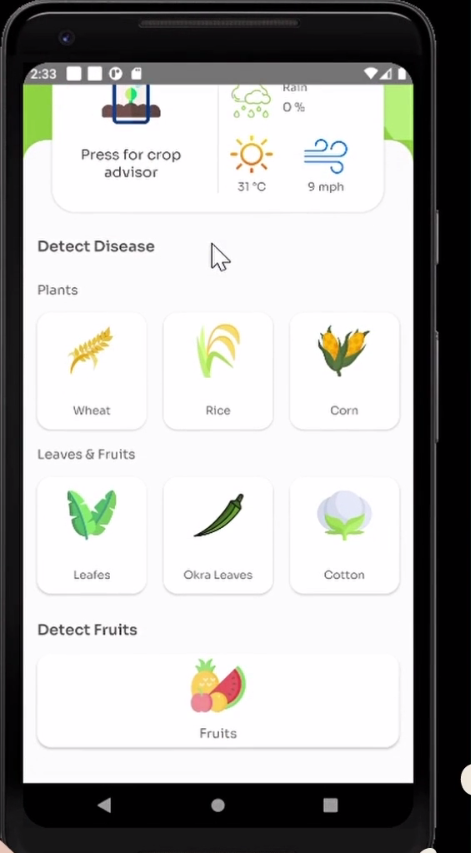 2:33
Rain
0 %
Press for crop
advisor
31 °C
9 mph
Detect Disease
Plants
Wheat
Rice
Corn
Leaves & Fruits
Leafes
Okra Leaves
Cotton
Detect Fruits
Fruits